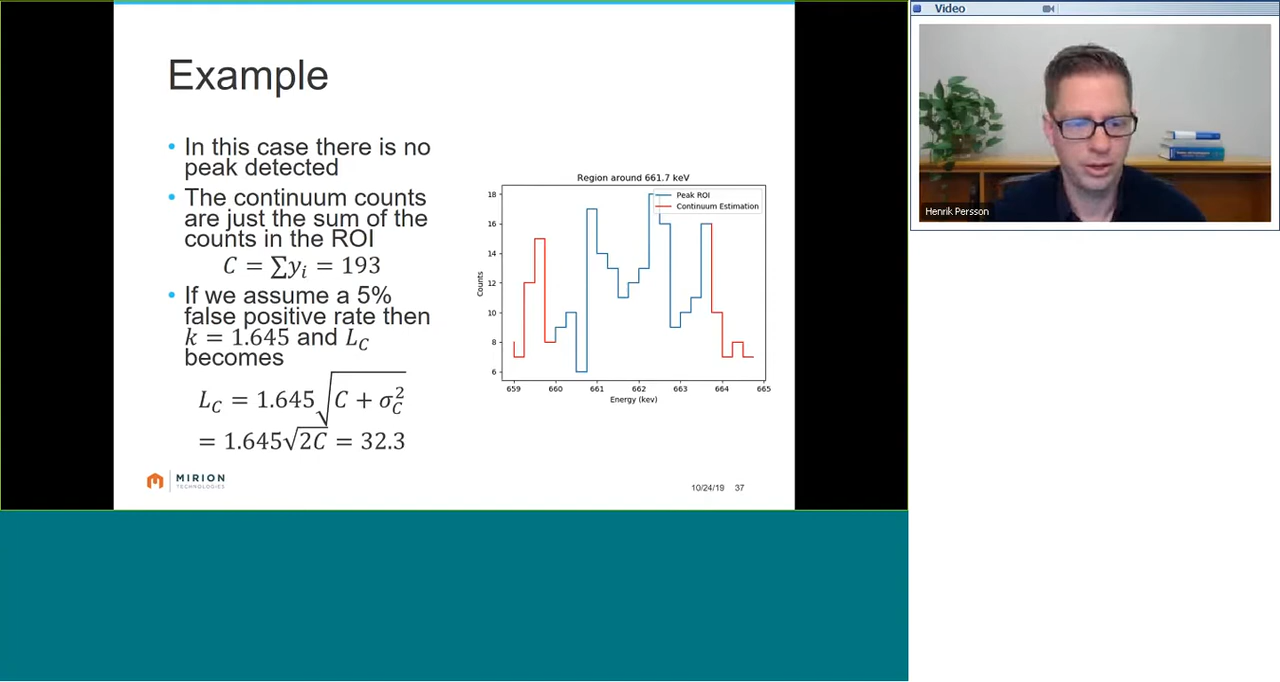 Example
• In this case there is no
peak detected
• The continuum counts
are just the sum of the
counts in the ROI
C = ∑yᵢ = 193
• If we assume a 5%
false positive rate then
k = 1.645 and L_C
becomes
L_C = 1.645√(C + σ_C²)
= 1.645√2C = 32.3
MIRION
TECHNOLOGIES
Region around 661.7 keV
Peak ROI
Continuum Estimation
Counts
18
16
14
12
10
8
6
659 660 661 662 663 664 665
Energy (kev)
10/24/19 37
Video
Henrik Persson